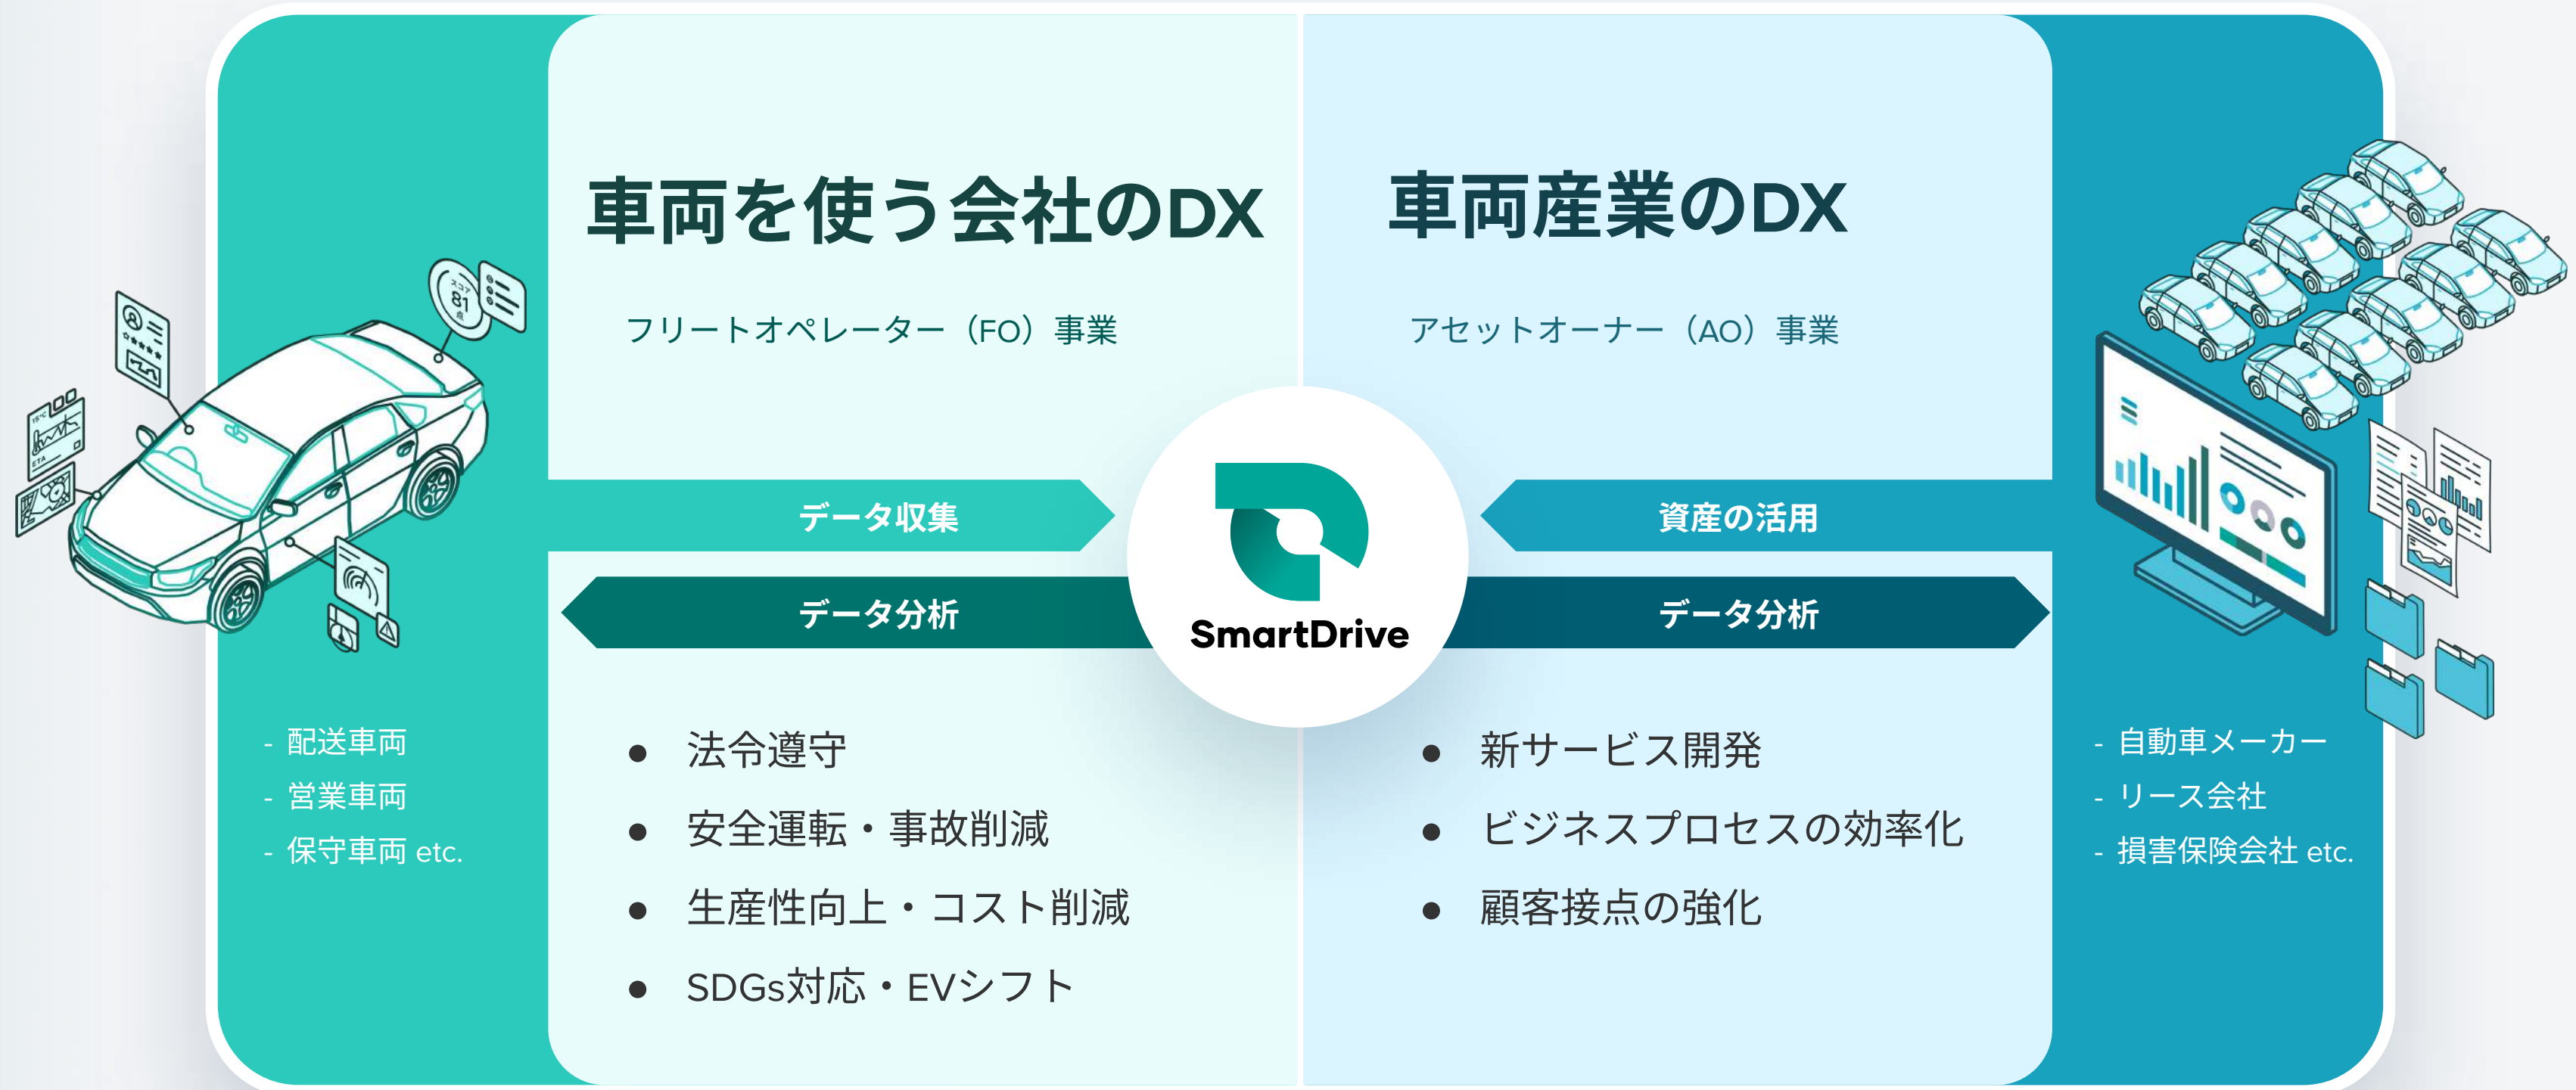 車両を使う会社のDX
フリートオペレーター（FO）事業
データ収集
データ分析
- 配送車両
- 営業車両
- 保守車両 etc.
● 法令遵守
● 安全運転・事故削減
● 生産性向上・コスト削減
● SDGs対応・EVシフト
スコア
81
点
15°C
ETA
SmartDrive
車両産業のDX
アセットオーナー（AO）事業
資産の活用
データ分析
● 新サービス開発
● ビジネスプロセスの効率化
● 顧客接点の強化
- 自動車メーカー
- リース会社
- 損害保険会社 etc.